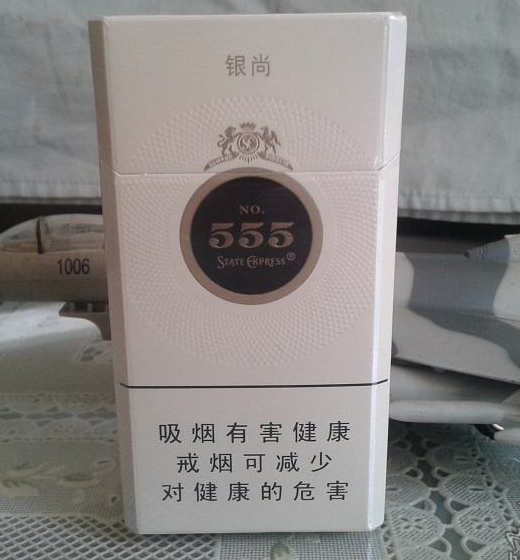 银尚
NO.
555
STATE EXPRESS®
1006
吸烟有害健康
戒烟可减少
对健康的危害